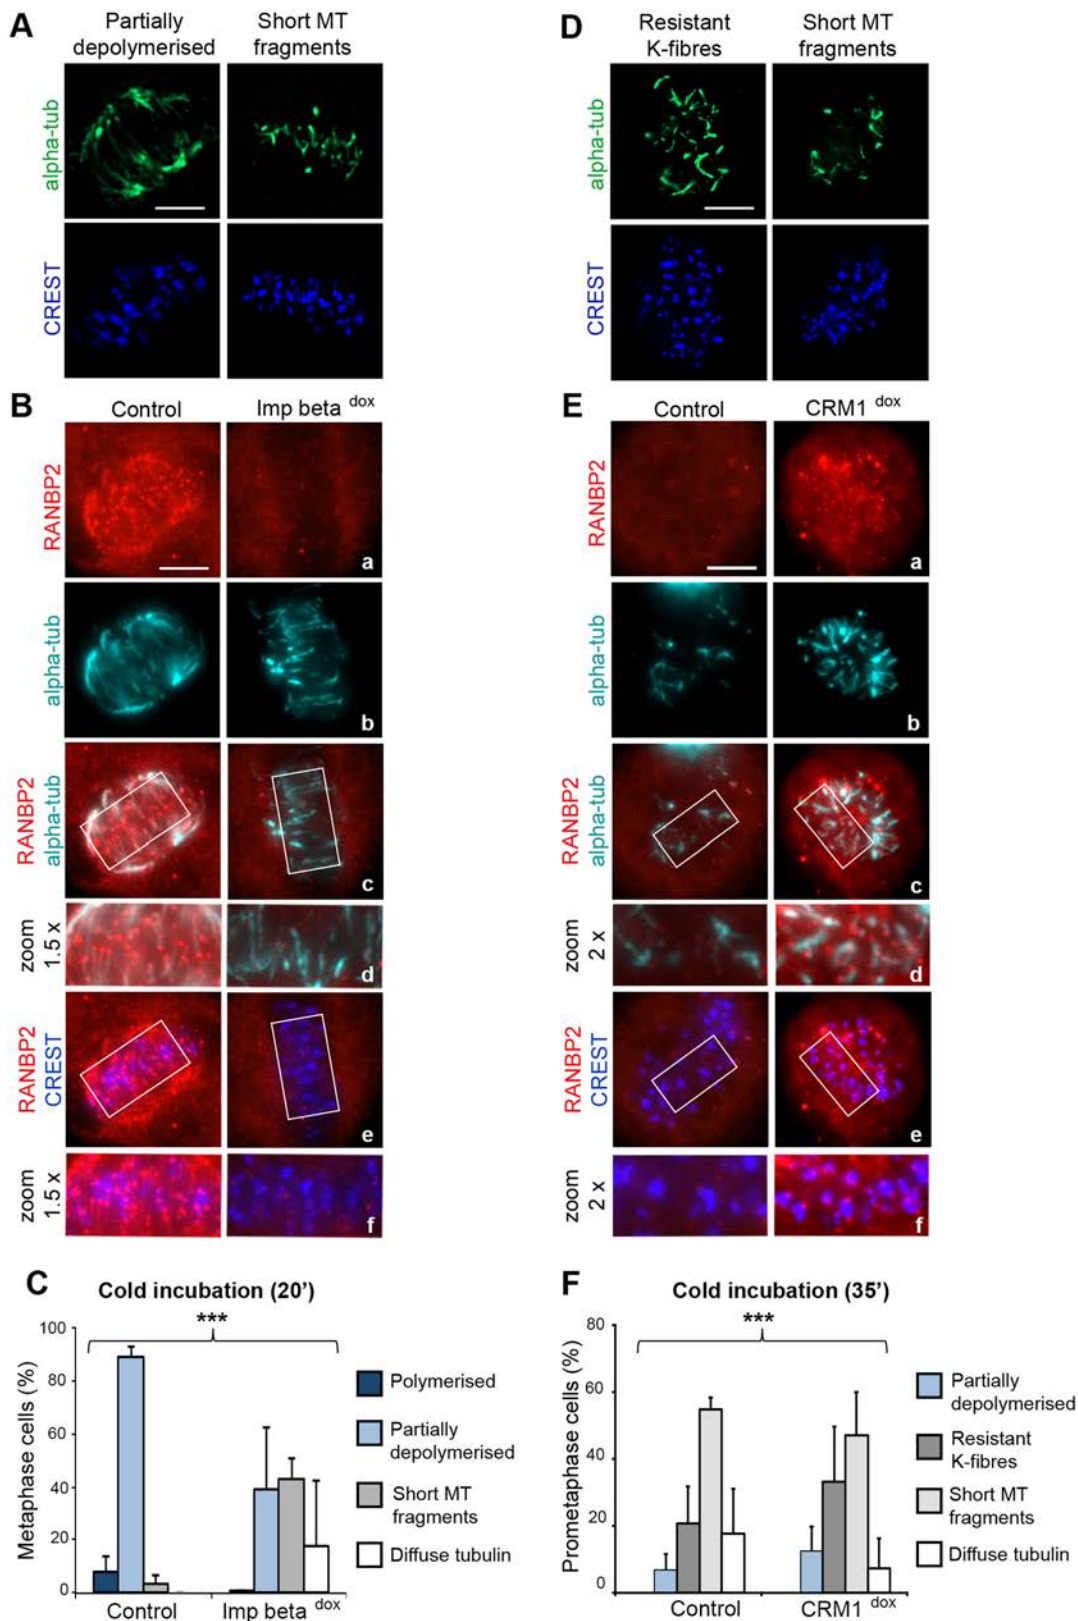 A
Partially
depolymerised
Short MT
fragments
alpha-tub
CREST
B
Control
Imp beta dox
RANBP2
a
alpha-tub
b
RANBP2
alpha-tub
c
zoom
1.5 x
d
RANBP2
CREST
e
zoom
1.5 x
f
C
Cold incubation (20')
***
Metaphase cells (%)
100
80
60
40
20
0
Control
Imp beta dox
Polymerised
Partially
depolymerised
Short MT
fragments
Diffuse tubulin
D
Resistant
K-fibres
Short MT
fragments
alpha-tub
CREST
E
Control
CRM1 dox
RANBP2
a
alpha-tub
b
RANBP2
alpha-tub
c
zoom
2 x
d
RANBP2
CREST
e
zoom
2 x
f
F
Cold incubation (35')
***
Prometaphase cells (%)
80
60
40
20
0
Control
CRM1 dox
Partially
depolymerised
Resistant
K-fibres
Short MT
fragments
Diffuse tubulin